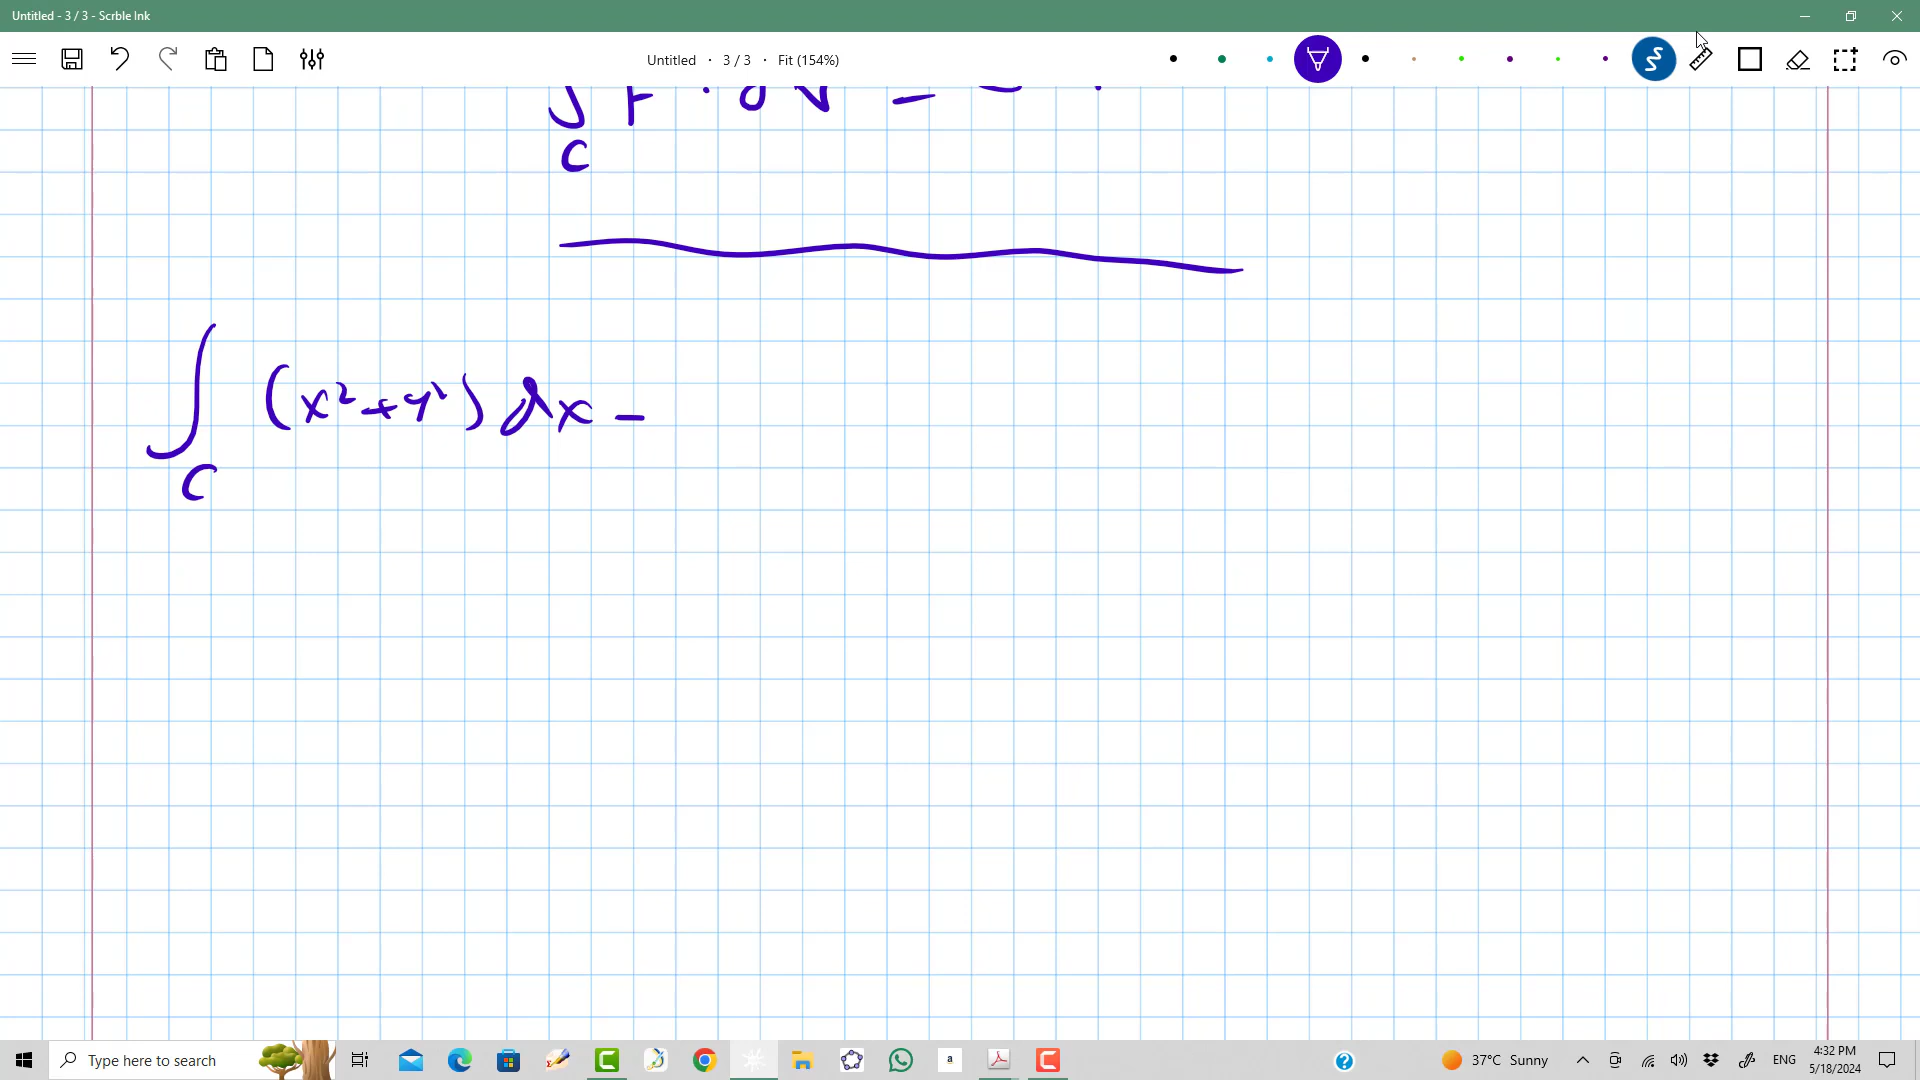 Untitled - 3 / 3 - Scrble Ink
Untitled · 3 / 3 · Fit (154%)
C
∫ (x² + y²) dx –
C
Type here to search
a
37°C Sunny
ENG
4:32 PM
5/18/2024